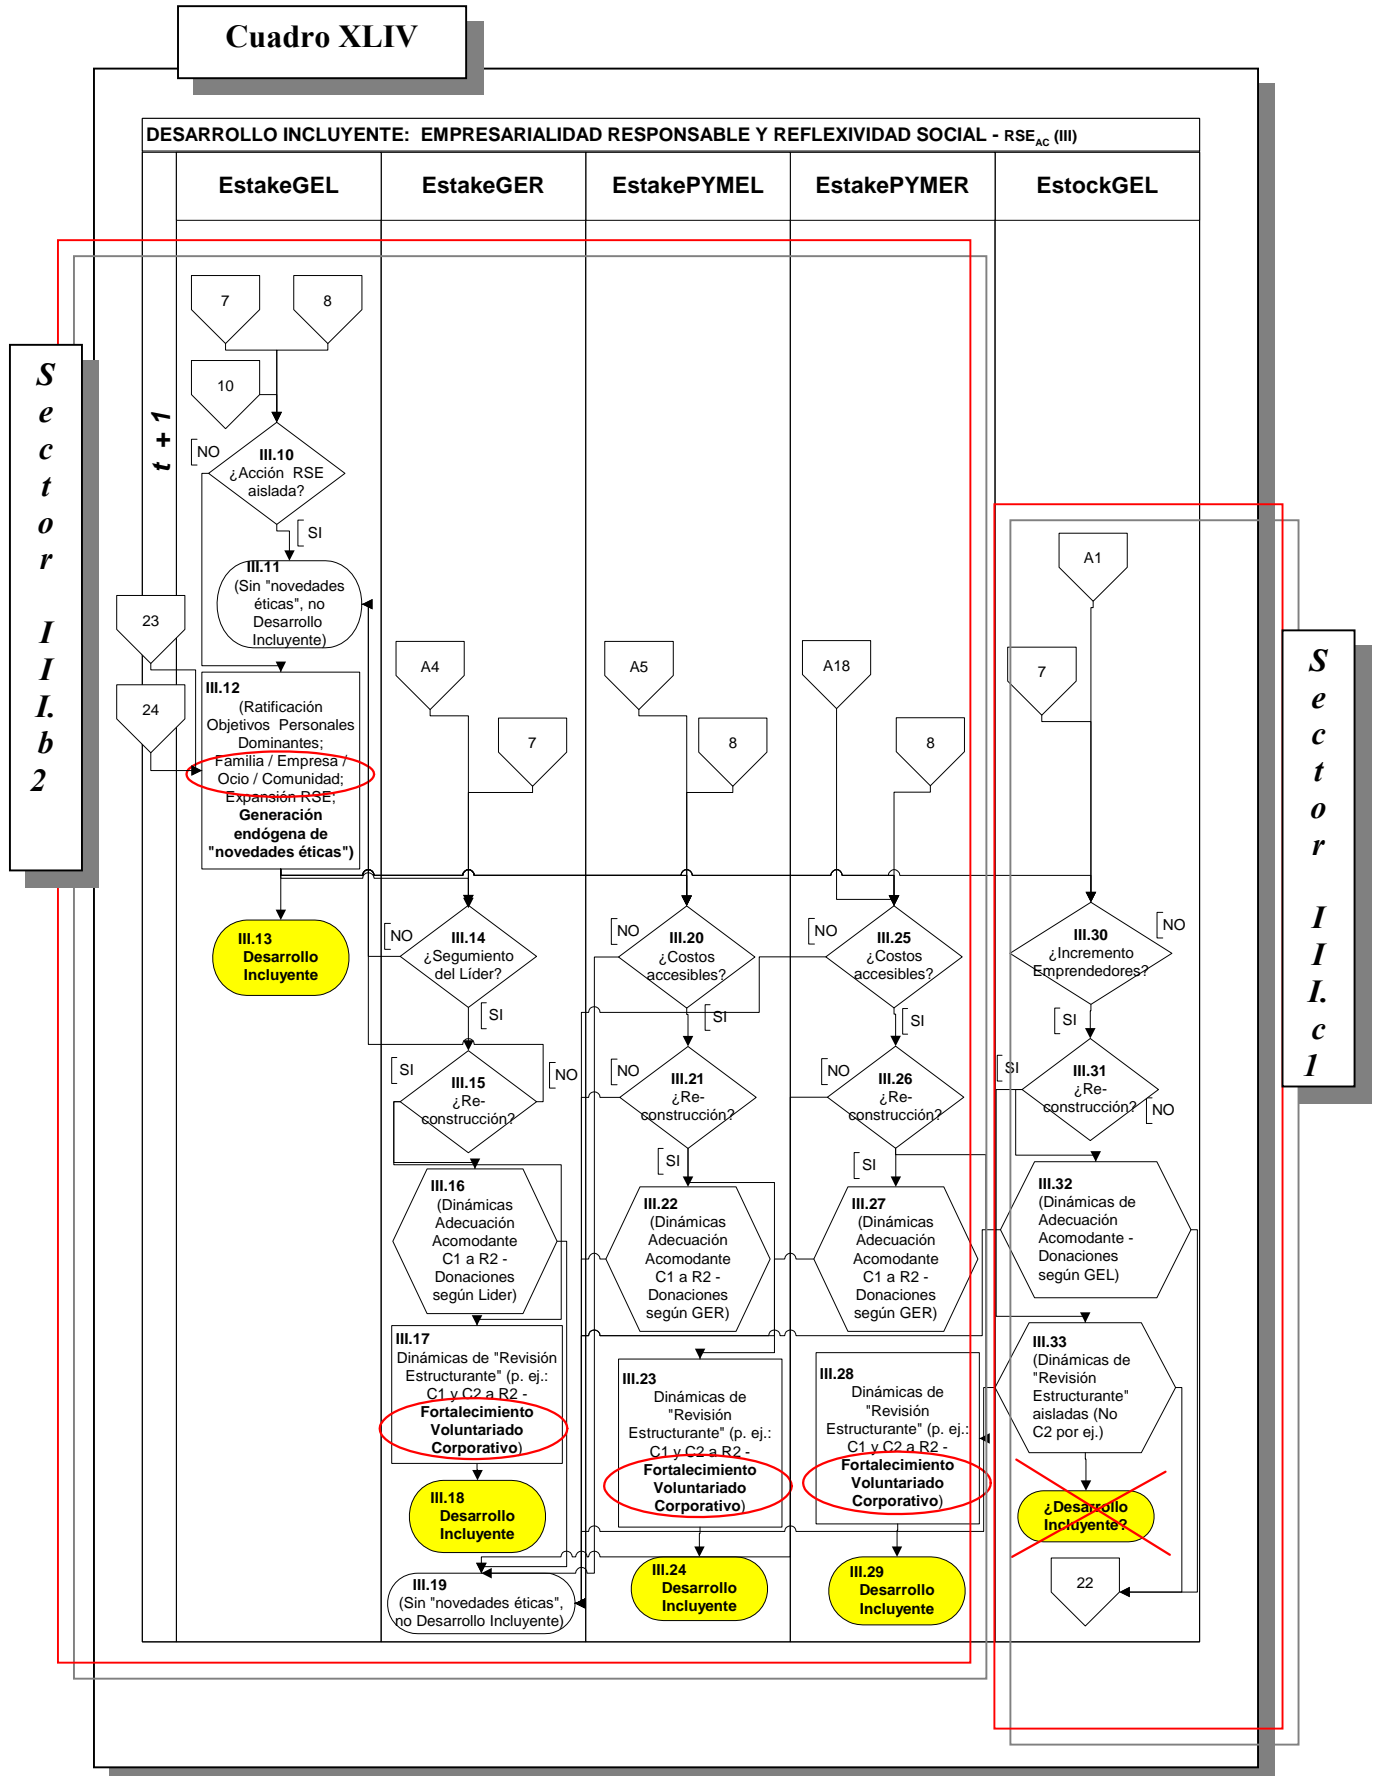 Cuadro XLIV
DESARROLLO INCLUYENTE: EMPRESARIALIDAD RESPONSABLE Y REFLEXIVIDAD SOCIAL - RSE AC (III)
EstakeGEL
EstakeGER
EstakePYMEL
EstakePYMER
EstockGEL
Sector III.b2
t + 1
7
8
10
NO
III.10
¿Acción RSE
aislada?
SI
III.11
(Sin "novedades
éticas", no
Desarrollo
Incluyente)
23
24
III.12
(Ratificación
Objetivos Personales
Dominantes;
Familia / Empresa /
Ocio / Comunidad;
Expansión RSE;
Generación
endógena de
"novedades éticas")
III.13
Desarrollo
Incluyente
A4
7
NO
III.14
¿Segumiento
del Líder?
SI
SI
III.15
¿Re-
construcción?
NO
III.16
(Dinámicas
Adecuación
Acomodante
C1 a R2 -
Donaciones
según Lider)
III.17
Dinámicas de "Revisión
Estructurante" (p. ej.:
C1 y C2 a R2 -
Fortalecimiento
Voluntariado
Corporativo)
III.18
Desarrollo
Incluyente
III.19
(Sin "novedades éticas",
no Desarrollo Incluyente)
A5
8
NO
III.20
¿Costos
accesibles?
SI
NO
III.21
¿Re-
construcción?
SI
III.22
(Dinámicas
Adecuación
Acomodante
C1 a R2 -
Donaciones
según GER)
III.23
Dinámicas de
"Revisión
Estructurante" (p. ej.:
C1 y C2 a R2 -
Fortalecimiento
Voluntariado
Corporativo)
III.24
Desarrollo
Incluyente
A18
8
NO
III.25
¿Costos
accesibles?
SI
NO
III.26
¿Re-
construcción?
SI
III.27
(Dinámicas
Adecuación
Acomodante
C1 a R2 -
Donaciones
según GER)
III.28
Dinámicas de
"Revisión
Estructurante" (p. ej.:
C1 y C2 a R2 -
Fortalecimiento
Voluntariado
Corporativo)
III.29
Desarrollo
Incluyente
A1
7
III.30
¿Incremento
Emprendedores?
NO
SI
SI
III.31
¿Re-
construcción?
NO
III.32
(Dinámicas de
Adecuación
Acomodante -
Donaciones
según GEL)
III.33
(Dinámicas de
"Revisión
Estructurante"
aisladas (No
C2 por ej.)
¿Desarrollo
Incluyente?
22
Sector III.c1